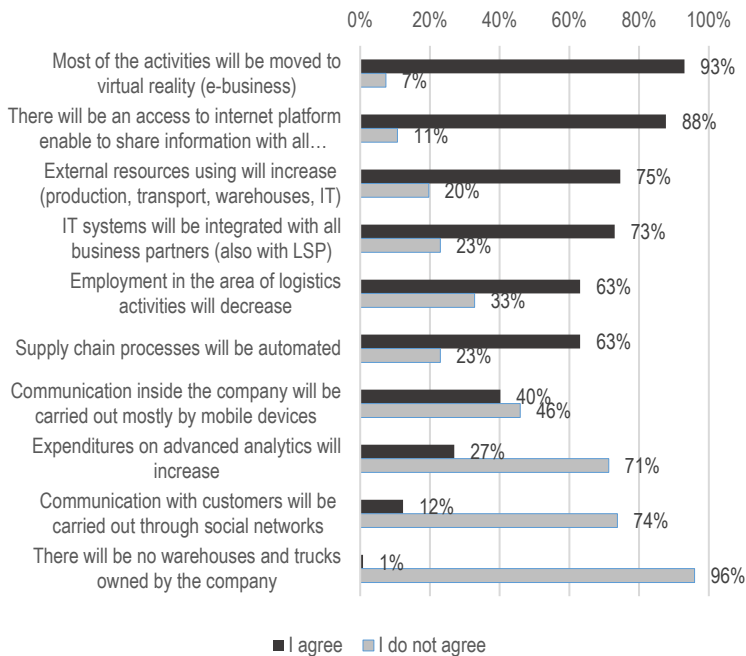 0% 20% 40% 60% 80% 100%
Most of the activities will be moved to
virtual reality (e-business)
93%
7%
There will be an access to internet platform
enable to share information with all…
88%
11%
External resources using will increase
(production, transport, warehouses, IT)
75%
20%
IT systems will be integrated with all
business partners (also with LSP)
73%
23%
Employment in the area of logistics
activities will decrease
63%
33%
Supply chain processes will be automated
63%
23%
Communication inside the company will be
carried out mostly by mobile devices
40%
46%
Expenditures on advanced analytics will
increase
27%
71%
Communication with customers will be
carried out through social networks
12%
74%
There will be no warehouses and trucks
owned by the company
1%
96%
I agree I do not agree